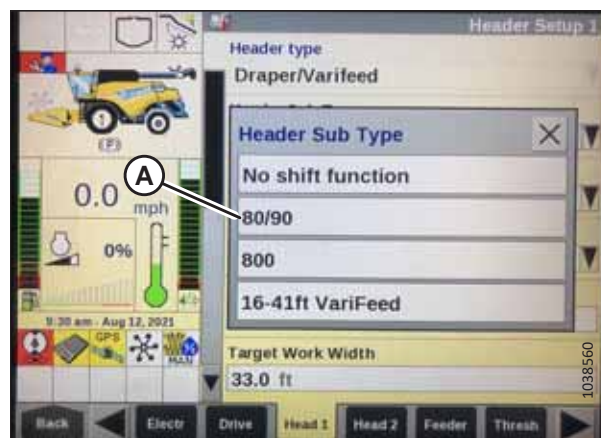 Header Setup 1
Header type
Draper/Varifeed
Header Sub Type
No shift function
80/90
800
16-41ft VariFeed
A
(P)
0.0 mph
0%
9:30 am - Aug 12, 2021
GPS
MAN
Target Work Width
33.0 ft
1038560
Back
Electr
Drive
Head 1
Head 2
Feeder
Thresh